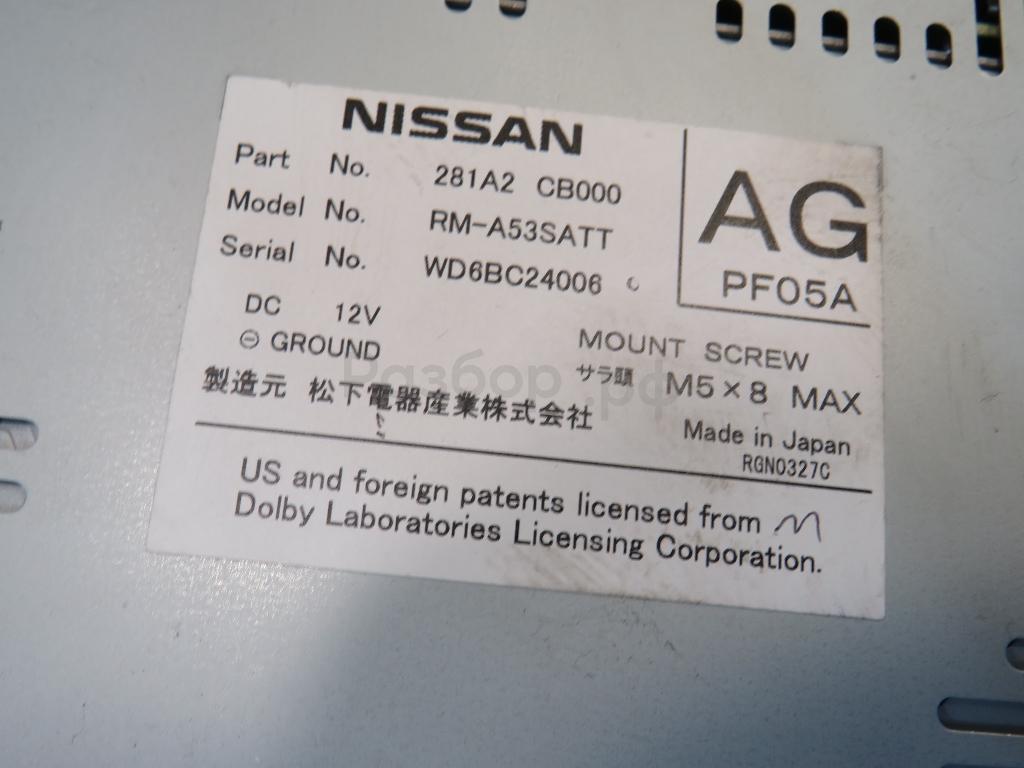 NISSAN
AG
PF05A
Part No. 281A2 CB000
Model No. RM-A53SATT
Serial No. WD6BC24006
DC 12V
⊖ GROUND
MOUNT SCREW
サラ頭 M5×8 MAX
製造元 松下電器産業株式会社
Разбор.рф
Made in Japan
RGN0327C
US and foreign patents licensed from
Dolby Laboratories Licensing Corporation.